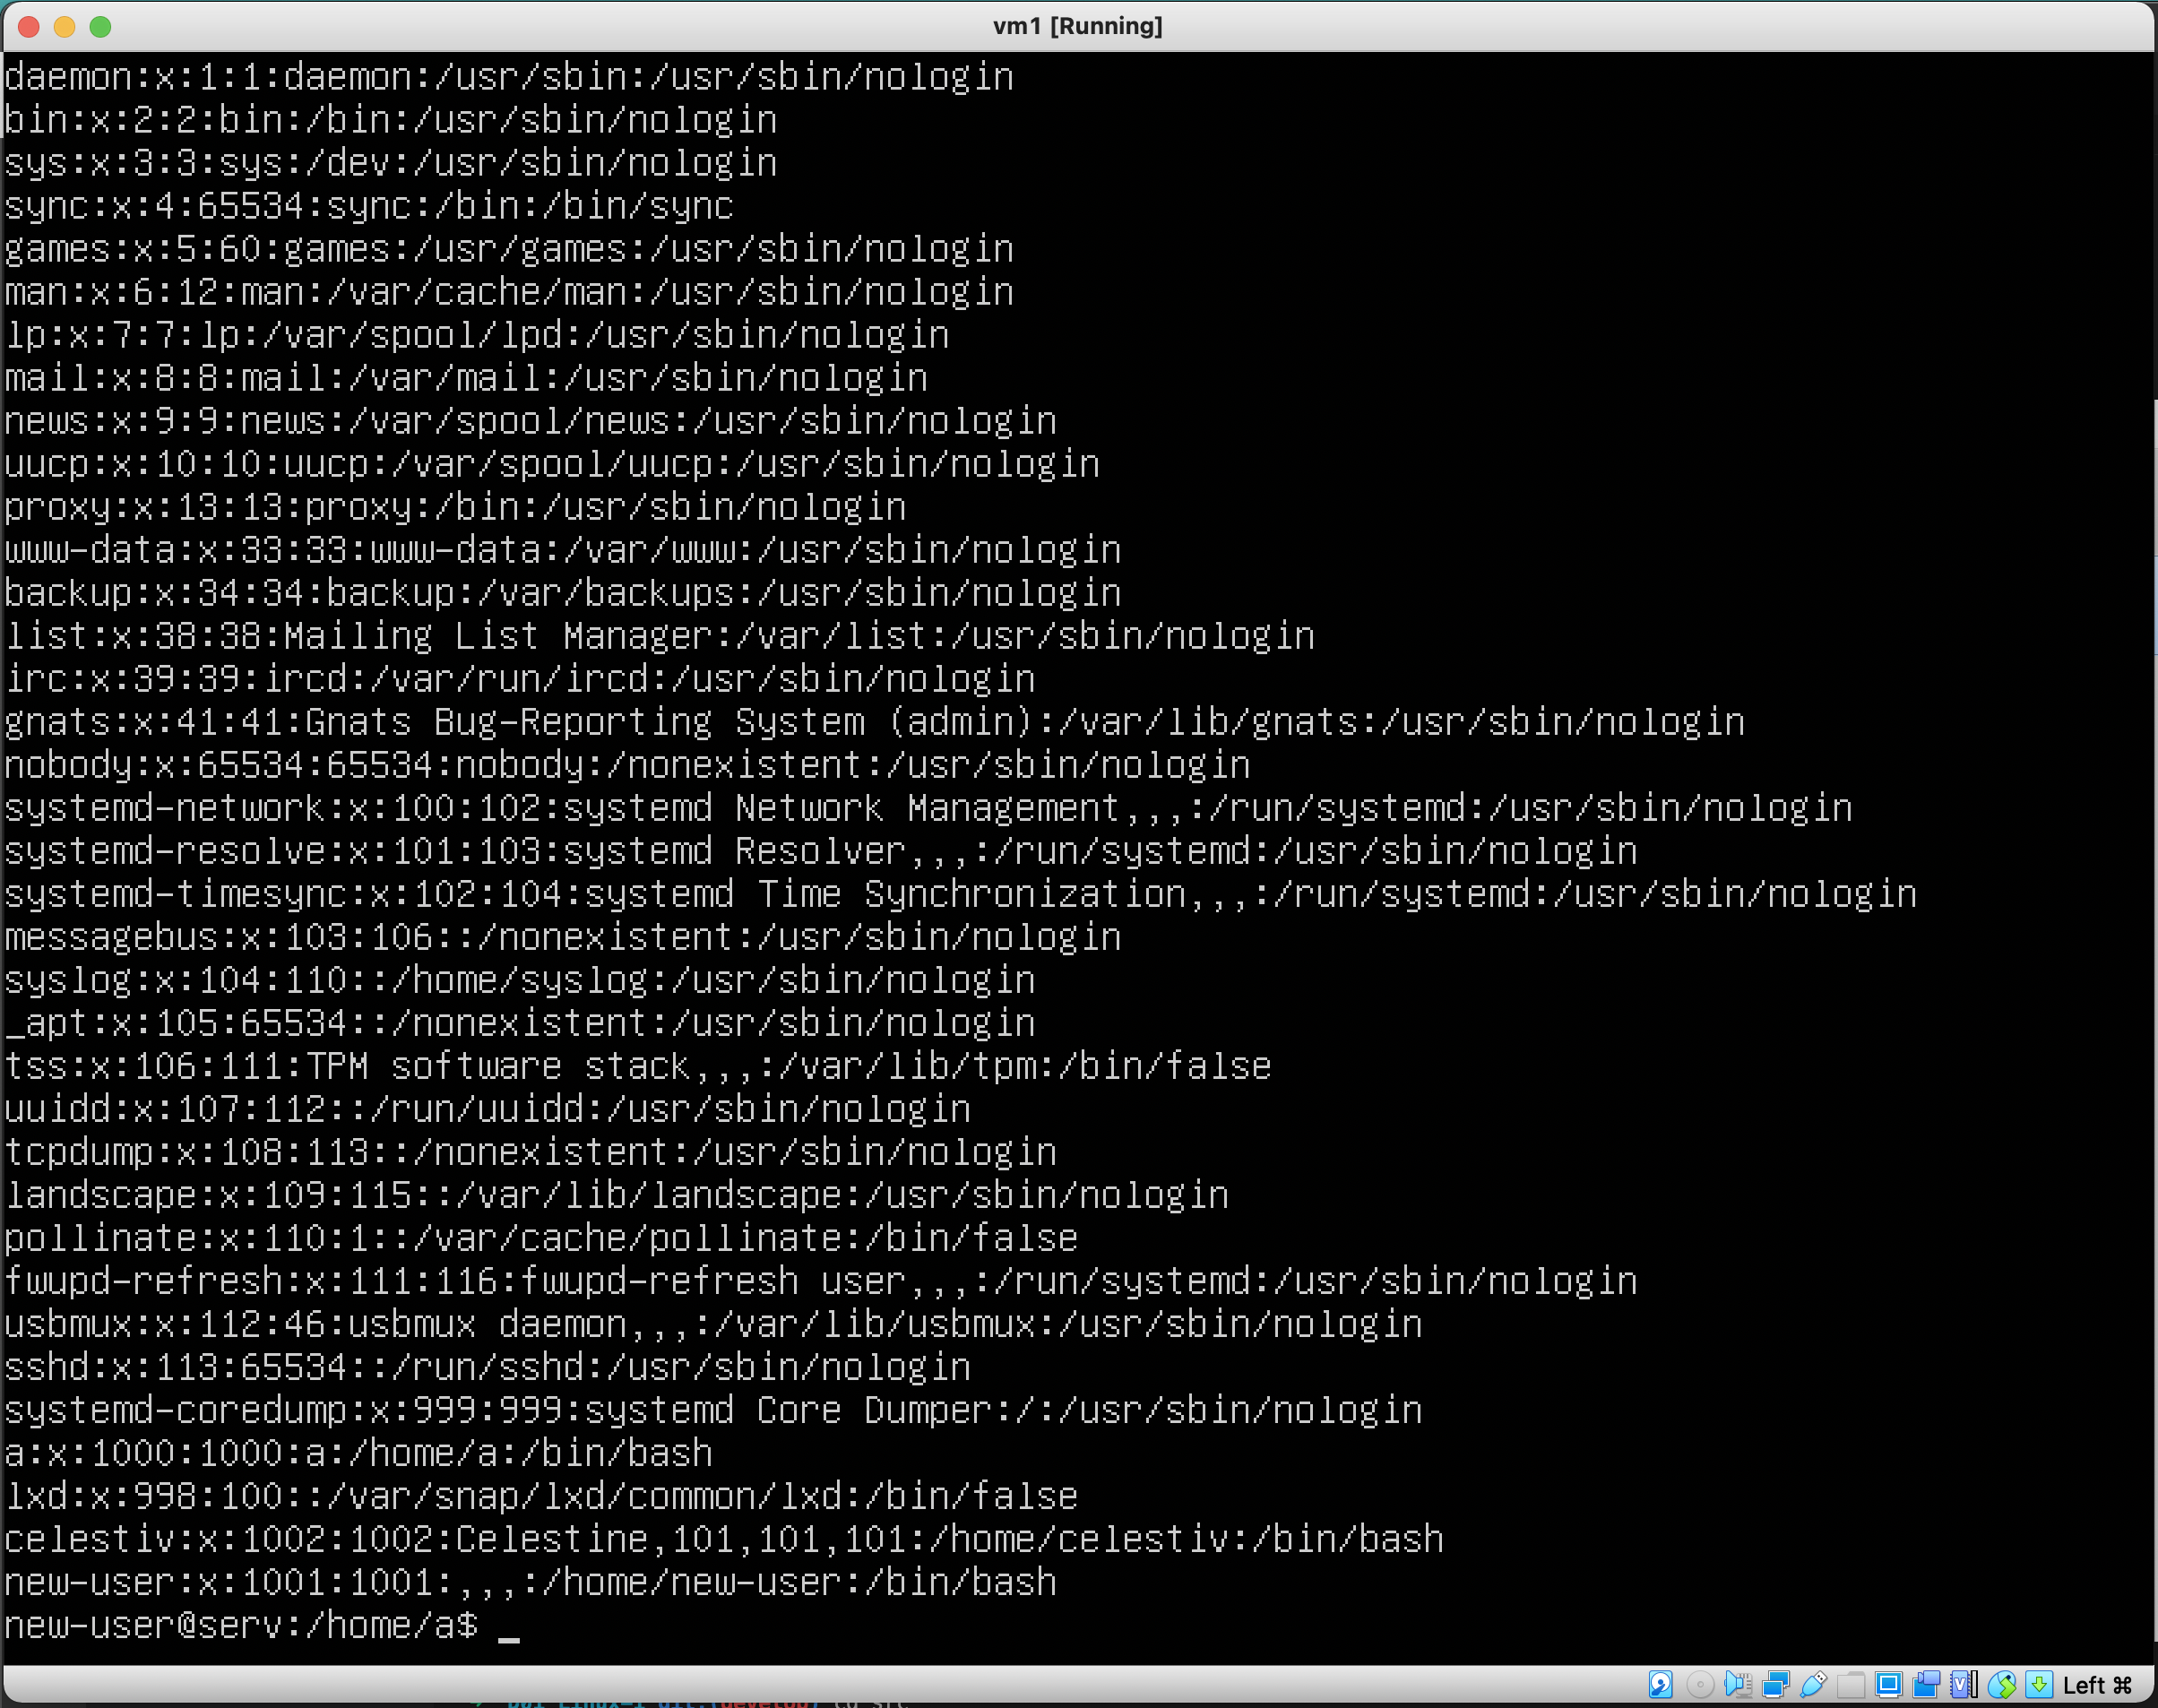 vm1 [Running]
daemon:x:1:1:daemon:/usr/sbin:/usr/sbin/nologin
bin:x:2:2:bin:/bin:/usr/sbin/nologin
sys:x:3:3:sys:/dev:/usr/sbin/nologin
sync:x:4:65534:sync:/bin:/bin/sync
games:x:5:60:games:/usr/games:/usr/sbin/nologin
man:x:6:12:man:/var/cache/man:/usr/sbin/nologin
lp:x:7:7:lp:/var/spool/lpd:/usr/sbin/nologin
mail:x:8:8:mail:/var/mail:/usr/sbin/nologin
news:x:9:9:news:/var/spool/news:/usr/sbin/nologin
uucp:x:10:10:uucp:/var/spool/uucp:/usr/sbin/nologin
proxy:x:13:13:proxy:/bin:/usr/sbin/nologin
www-data:x:33:33:www-data:/var/www:/usr/sbin/nologin
backup:x:34:34:backup:/var/backups:/usr/sbin/nologin
list:x:38:38:Mailing List Manager:/var/list:/usr/sbin/nologin
irc:x:39:39:ircd:/var/run/ircd:/usr/sbin/nologin
gnats:x:41:41:Gnats Bug-Reporting System (admin):/var/lib/gnats:/usr/sbin/nologin
nobody:x:65534:65534:nobody:/nonexistent:/usr/sbin/nologin
systemd-network:x:100:102:systemd Network Management,,,:/run/systemd:/usr/sbin/nologin
systemd-resolve:x:101:103:systemd Resolver,,,:/run/systemd:/usr/sbin/nologin
systemd-timesync:x:102:104:systemd Time Synchronization,,,:/run/systemd:/usr/sbin/nologin
messagebus:x:103:106::/nonexistent:/usr/sbin/nologin
syslog:x:104:110::/home/syslog:/usr/sbin/nologin
_apt:x:105:65534::/nonexistent:/usr/sbin/nologin
tss:x:106:111:TPM software stack,,,:/var/lib/tpm:/bin/false
uuidd:x:107:112::/run/uuidd:/usr/sbin/nologin
tcpdump:x:108:113::/nonexistent:/usr/sbin/nologin
landscape:x:109:115::/var/lib/landscape:/usr/sbin/nologin
pollinate:x:110:1::/var/cache/pollinate:/bin/false
fwupd-refresh:x:111:116:fwupd-refresh user,,,:/run/systemd:/usr/sbin/nologin
usbmux:x:112:46:usbmux daemon,,,:/var/lib/usbmux:/usr/sbin/nologin
sshd:x:113:65534::/run/sshd:/usr/sbin/nologin
systemd-coredump:x:999:999:systemd Core Dumper:/:/usr/sbin/nologin
a:x:1000:1000:a:/home/a:/bin/bash
lxd:x:998:100::/var/snap/lxd/common/lxd:/bin/false
celestiv:x:1002:1002:Celestine,101,101,101:/home/celestiv:/bin/bash
new-user:x:1001:1001:,,,:/home/new-user:/bin/bash
new-user@serv:/home/a$ _
Left ⌘